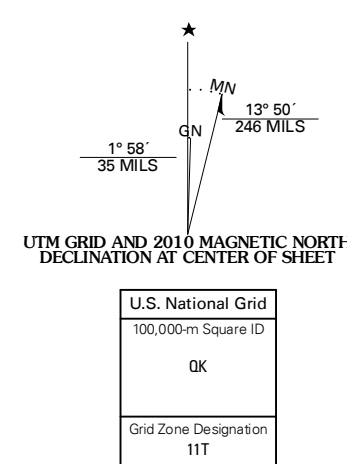 ★
MN
GN
13° 50´
246 MILS
1° 58´
35 MILS
UTM GRID AND 2010 MAGNETIC NORTH
DECLINATION AT CENTER OF SHEET
U.S. National Grid
100,000-m Square ID
QK
Grid Zone Designation
11T